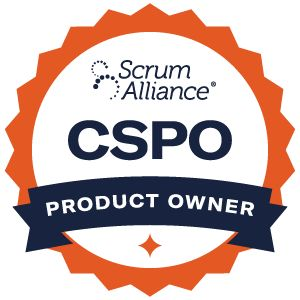 Scrum
Alliance®
CSPO
PRODUCT OWNER